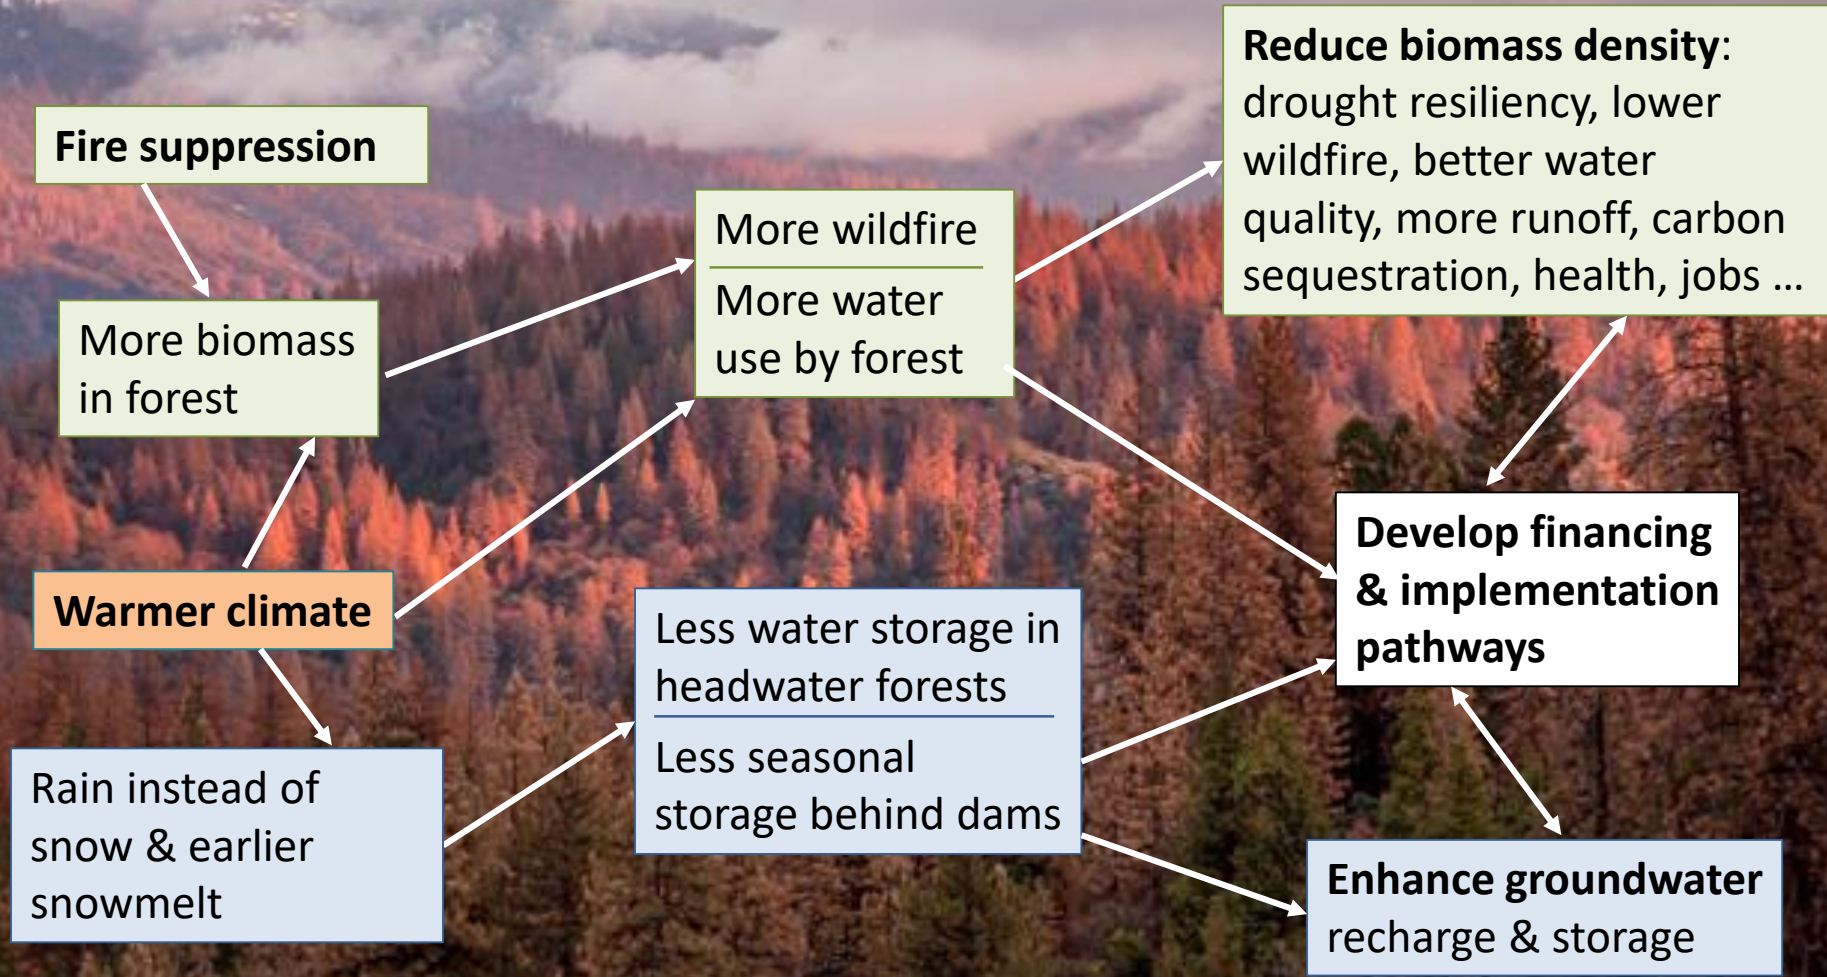 Fire suppression
More biomass
in forest
Warmer climate
Rain instead of
snow & earlier
snowmelt
More wildfire
More water
use by forest
Less water storage in
headwater forests
Less seasonal
storage behind dams
Reduce biomass density:
drought resiliency, lower
wildfire, better water
quality, more runoff, carbon
sequestration, health, jobs ...
Develop financing
& implementation
pathways
Enhance groundwater
recharge & storage